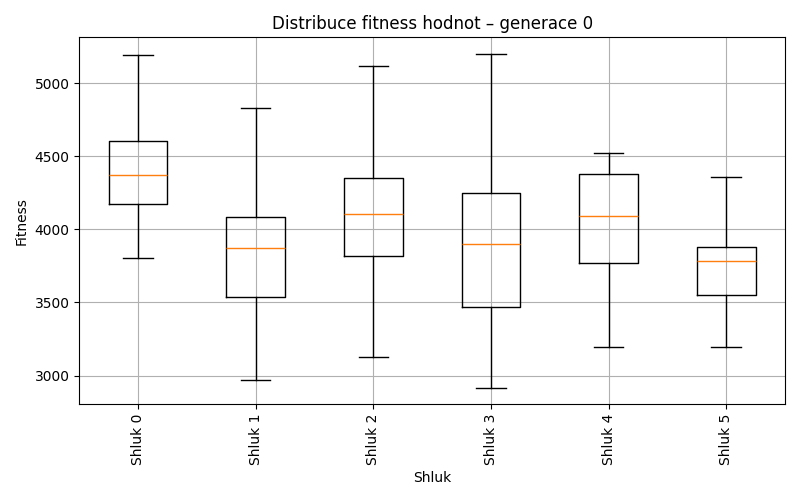 Distribuce fitness hodnot – generace 0
Fitness
5000
4500
4000
3500
3000
Shluk 0
Shluk 1
Shluk 2
Shluk 3
Shluk 4
Shluk 5
Shluk